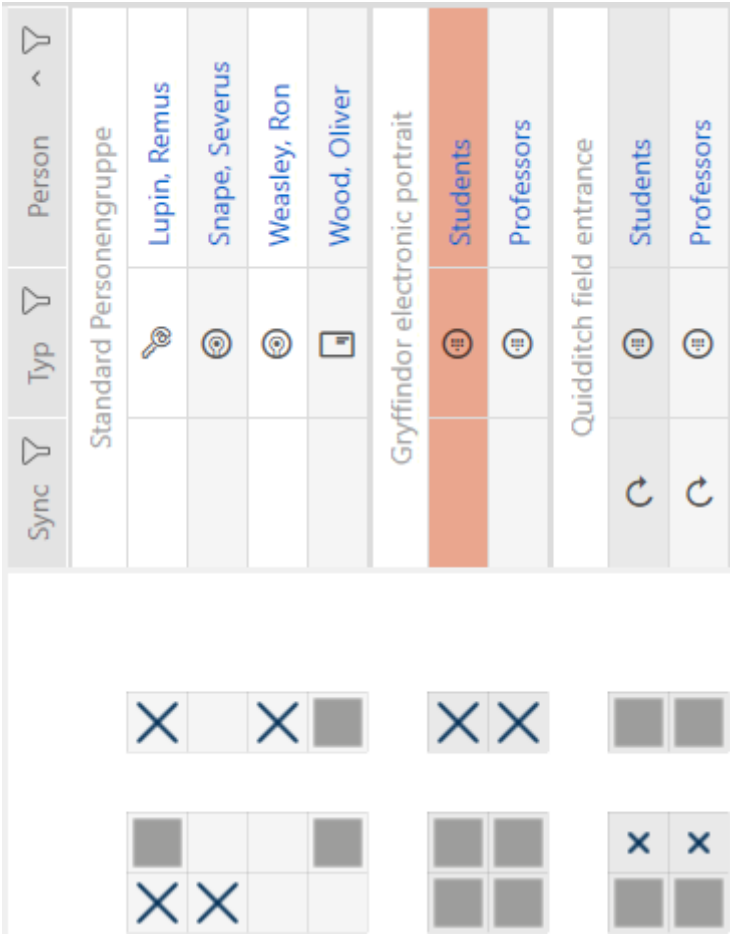 Sync Typ Person
Standard Personengruppe
Lupin, Remus
Snape, Severus
Weasley, Ron
Wood, Oliver
Gryffindor electronic portrait
Students
Professors
Quidditch field entrance
Students
Professors